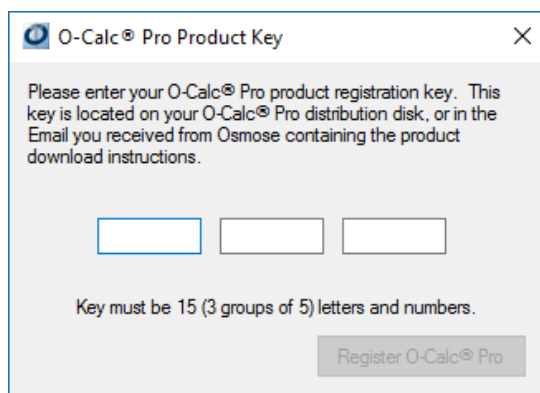 O-Calc® Pro Product Key
Please enter your O-Calc® Pro product registration key. This
key is located on your O-Calc® Pro distribution disk, or in the
Email you received from Osmose containing the product
download instructions.
Key must be 15 (3 groups of 5) letters and numbers.
Register O-Calc® Pro